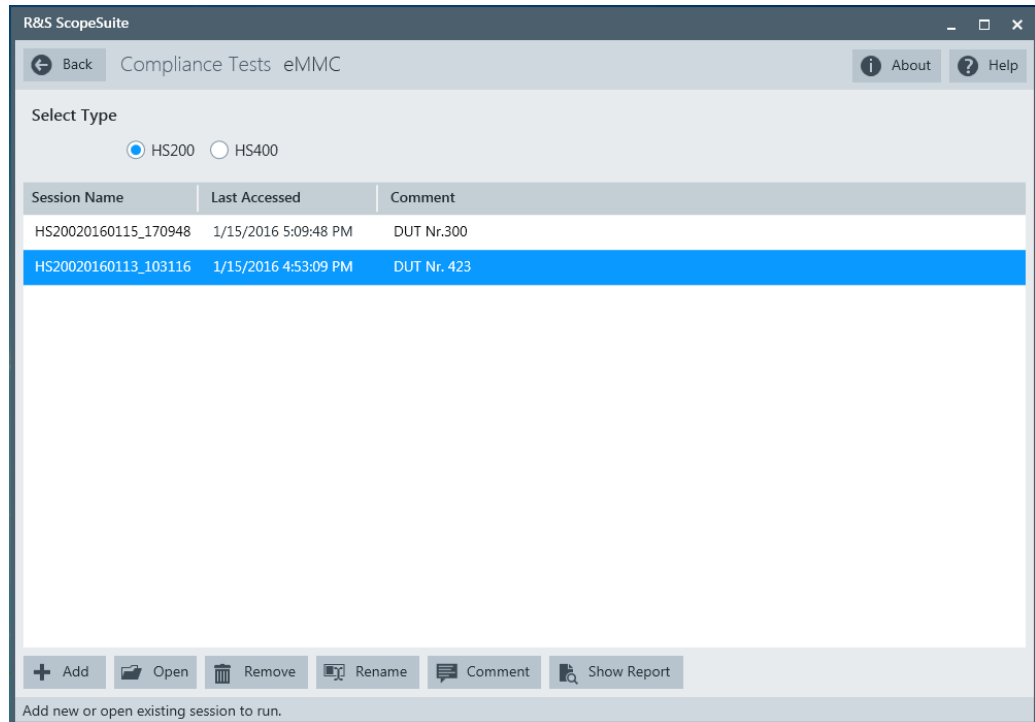 R&S ScopeSuite
Back Compliance Tests eMMC About Help
Select Type
HS200 HS400
Session Name Last Accessed Comment
HS20020160115_170948 1/15/2016 5:09:48 PM DUT Nr.300
HS20020160113_103116 1/15/2016 4:53:09 PM DUT Nr. 423
Add Open Remove Rename Comment Show Report
Add new or open existing session to run.